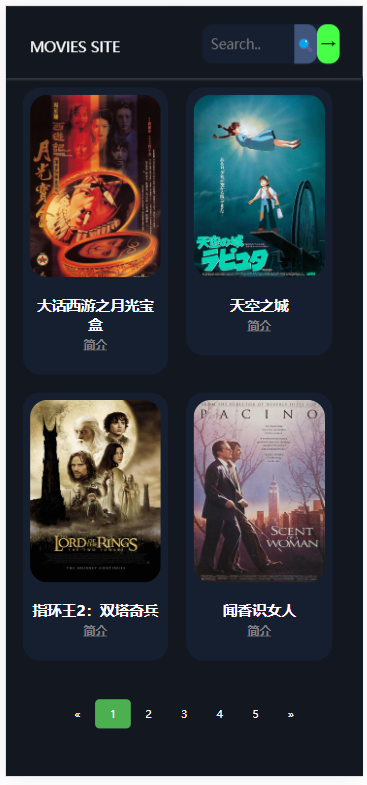 MOVIES SITE
Search..
月光寶盒
大话西游之月光宝
盒
简介
天空の城
ラピュタ
天空之城
简介
THE LORD OF THE RINGS
THE TWO TOWERS
THE JOURNEY CONTINUES
指环王2：双塔奇兵
简介
PACINO
SCENT
OF A
WOMAN
闻香识女人
简介
« 1 2 3 4 5 »